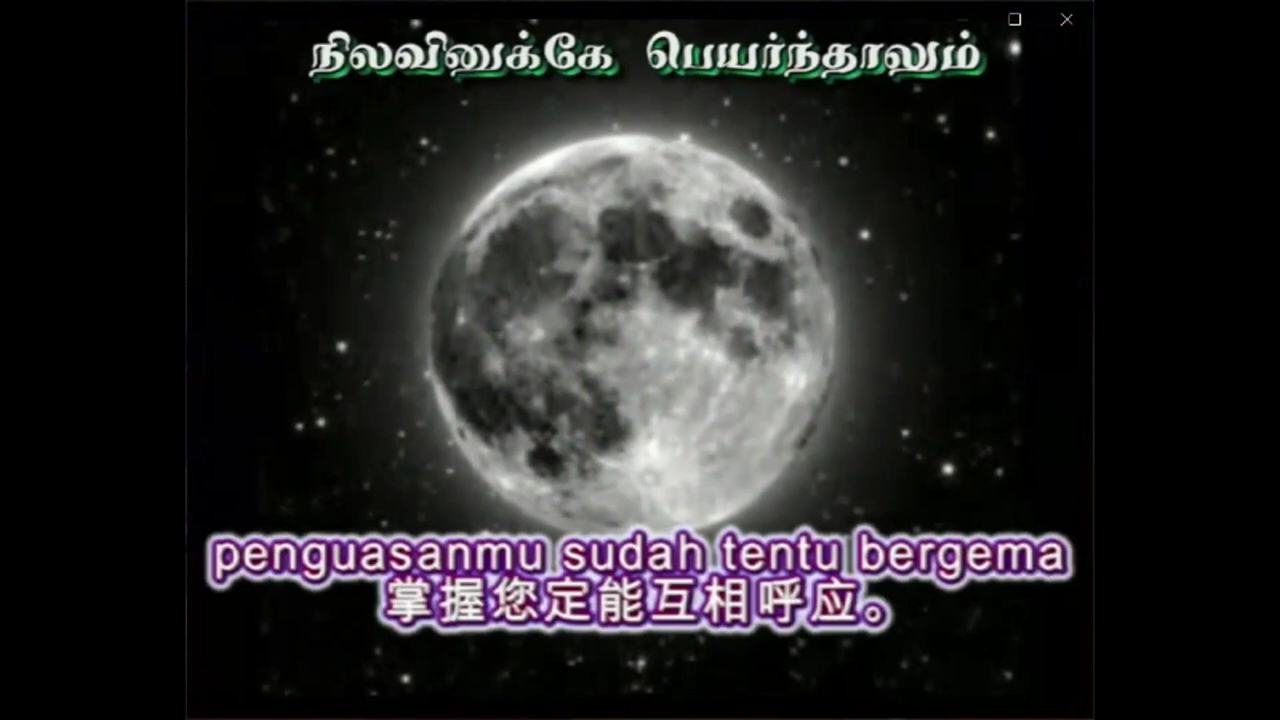 நிலவினுக்கே பெயர்ந்தாலும்
penguasanmu sudah tentu bergema
掌握您定能互相呼应。